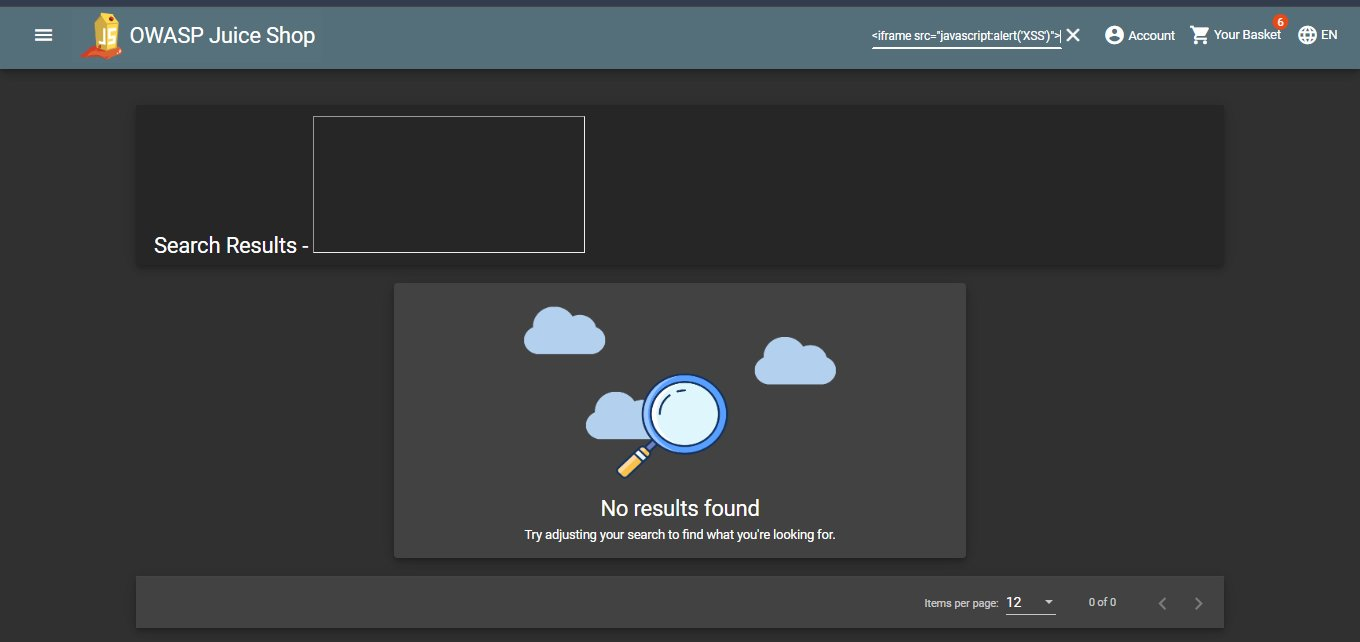 OWASP Juice Shop
<iframe src="javascript:alert('XSS')">
Account
6
Your Basket
EN
Search Results -
No results found
Try adjusting your search to find what you're looking for.
Items per page: 12
0 of 0